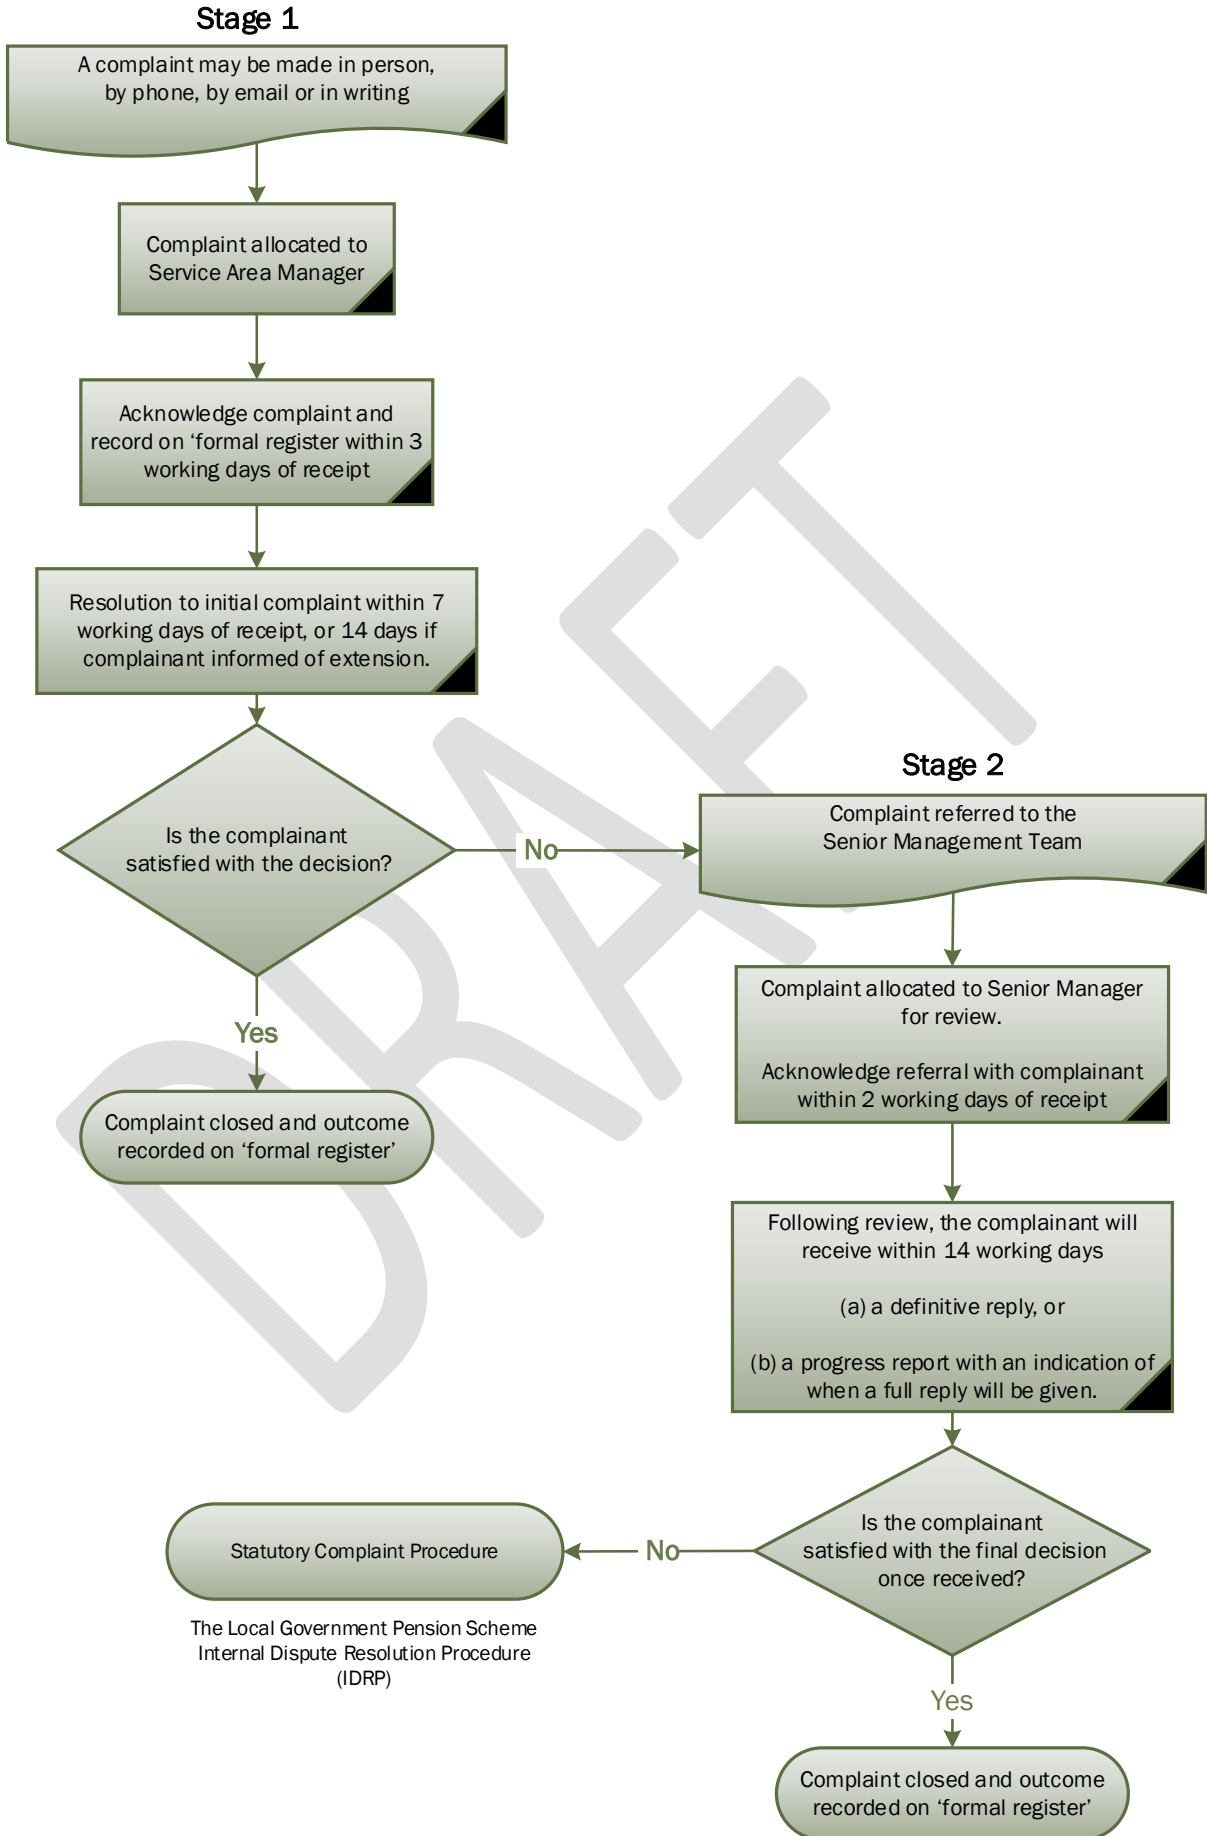 Stage 1
A complaint may be made in person,
by phone, by email or in writing
Complaint allocated to
Service Area Manager
Acknowledge complaint and
record on ‘formal register within 3
working days of receipt
Resolution to initial complaint within 7
working days of receipt, or 14 days if
complainant informed of extension.
Is the complainant
satisfied with the decision?
No
Yes
Complaint closed and outcome
recorded on ‘formal register’
Stage 2
Complaint referred to the
Senior Management Team
Complaint allocated to Senior Manager
for review.
Acknowledge referral with complainant
within 2 working days of receipt
Following review, the complainant will
receive within 14 working days
(a) a definitive reply, or
(b) a progress report with an indication of
when a full reply will be given.
Is the complainant
satisfied with the final decision
once received?
No
Statutory Complaint Procedure
The Local Government Pension Scheme
Internal Dispute Resolution Procedure
(IDRP)
Yes
Complaint closed and outcome
recorded on ‘formal register’
DRAFT